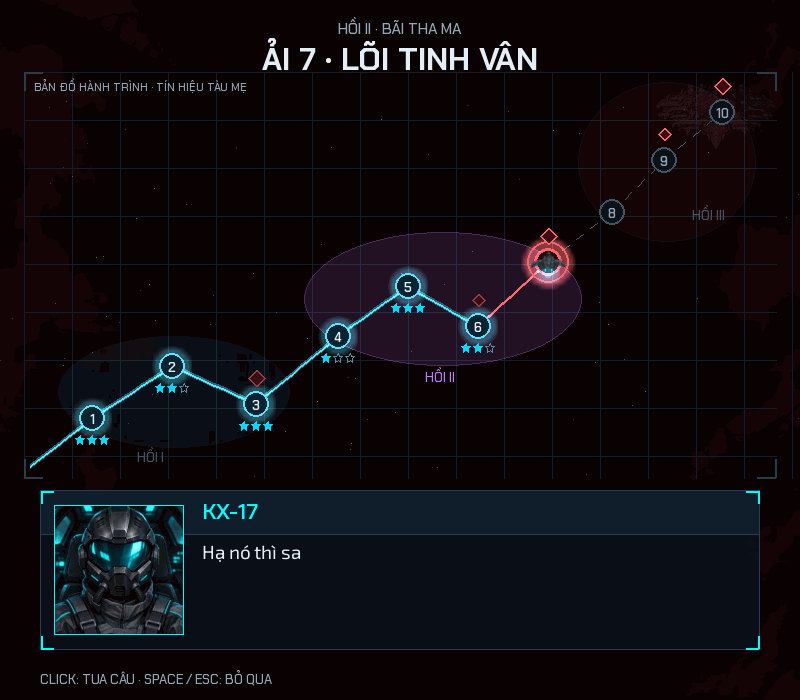 HỒI II · BÃI THA MA
ẢI 7 · LÕI TINH VÂN
BẢN ĐỒ HÀNH TRÌNH · TÍN HIỆU TÀU MẸ
10
9
8
HỒI III
5
4
6
HỒI II
2
3
1
HỒI I
KX-17
Hạ nó thì sa
CLICK: TUA CÂU · SPACE / ESC: BỎ QUA